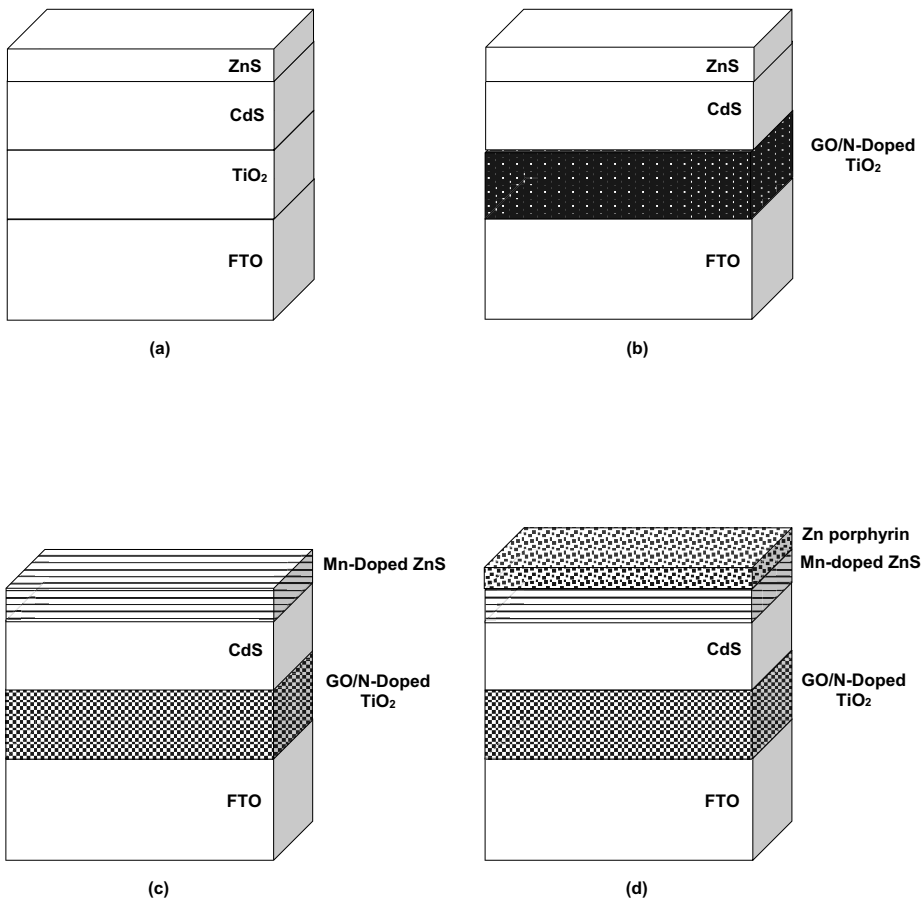 ZnS
CdS
TiO₂
FTO
(a)
ZnS
CdS
GO/N-Doped
TiO₂
FTO
(b)
Mn-Doped ZnS
CdS
GO/N-Doped
TiO₂
FTO
(c)
Zn porphyrin
Mn-doped ZnS
CdS
GO/N-Doped
TiO₂
FTO
(d)